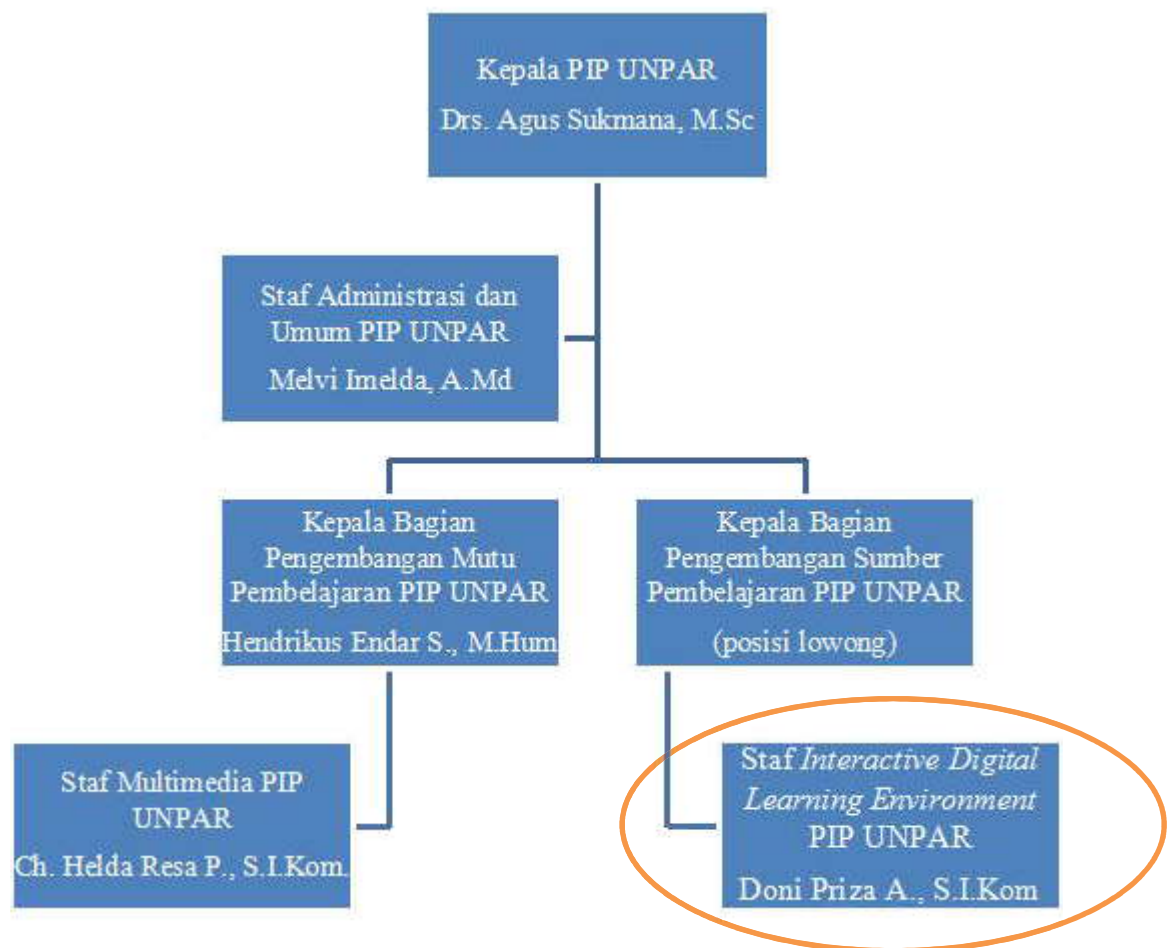 Kepala PIP UNPAR
Drs. Agus Sukmana, M.Sc
Staf Administrasi dan
Umum PIP UNPAR
Melvi Imelda, A.Md
Kepala Bagian
Pengembangan Mutu
Pembelajaran PIP UNPAR
Hendrikus Endar S., M.Hum
Kepala Bagian
Pengembangan Sumber
Pembelajaran PIP UNPAR
(posisi lowong)
Staf Multimedia PIP
UNPAR
Ch. Helda Resa P., S.I.Kom.
Staf Interactive Digital
Learning Environment
PIP UNPAR
Doni Priza A., S.I.Kom